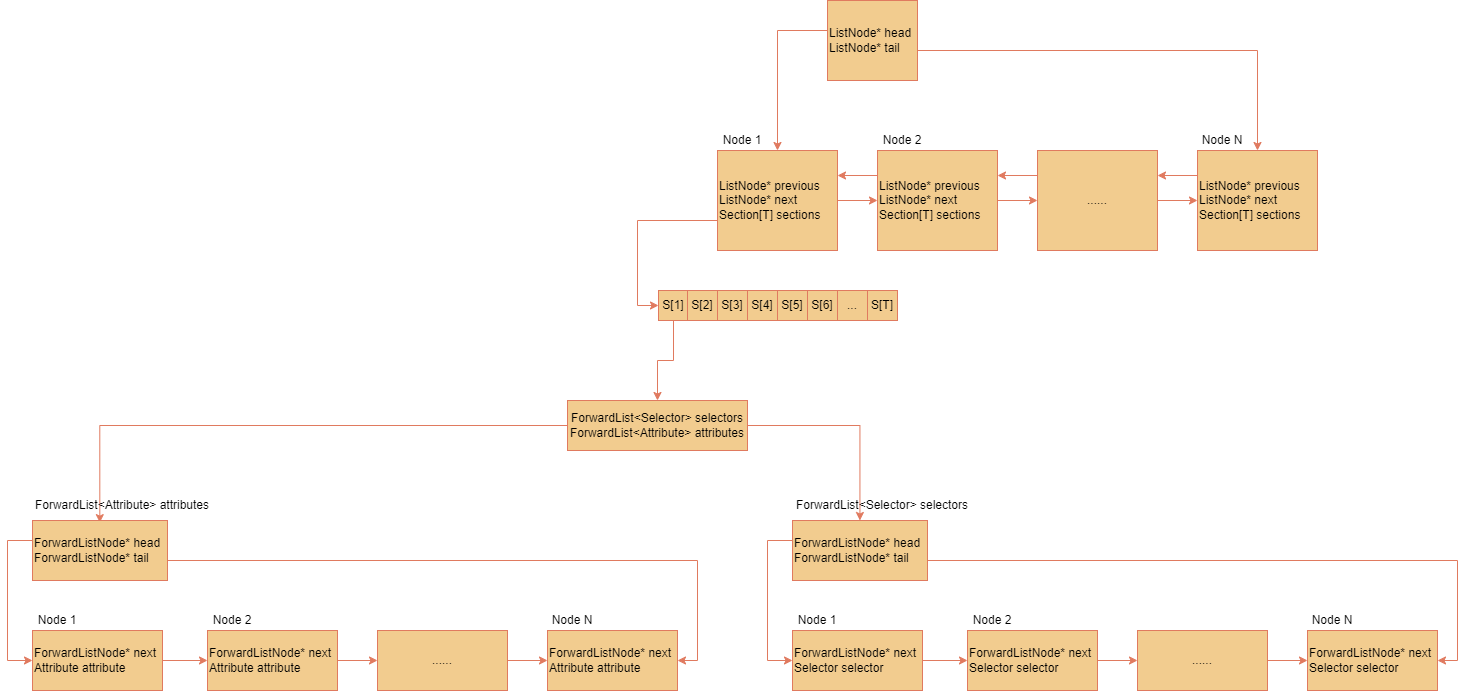 ListNode* head
ListNode* tail
Node 1
Node 2
Node N
ListNode* previous
ListNode* next
Section[T] sections
ListNode* previous
ListNode* next
Section[T] sections
......
ListNode* previous
ListNode* next
Section[T] sections
S[1] S[2] S[3] S[4] S[5] S[6] ... S[T]
ForwardList<Selector> selectors
ForwardList<Attribute> attributes
ForwardList<Attribute> attributes
ForwardListNode* head
ForwardListNode* tail
Node 1
Node 2
Node N
ForwardListNode* next
Attribute attribute
ForwardListNode* next
Attribute attribute
......
ForwardListNode* next
Attribute attribute
ForwardList<Selector> selectors
ForwardListNode* head
ForwardListNode* tail
Node 1
Node 2
Node N
ForwardListNode* next
Selector selector
ForwardListNode* next
Selector selector
......
ForwardListNode* next
Selector selector